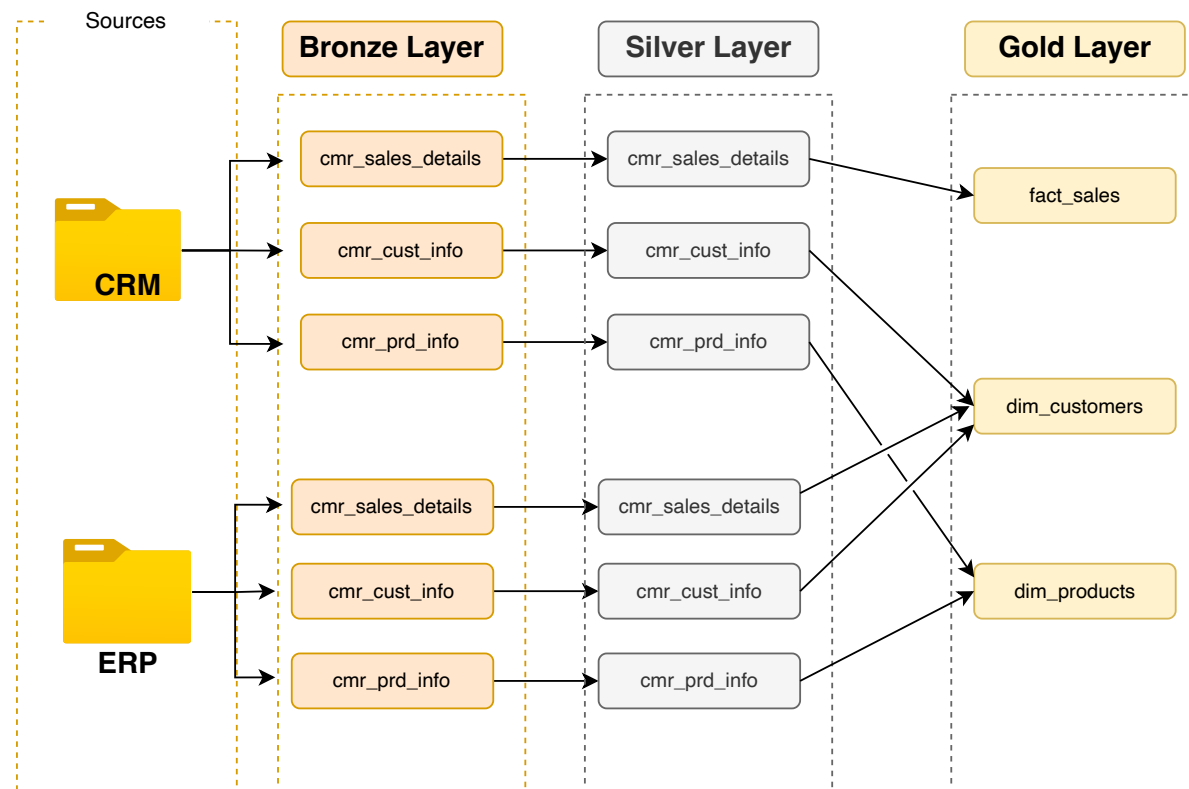 Sources
Bronze Layer
Silver Layer
Gold Layer
cmr_sales_details
cmr_sales_details
fact_sales
CRM
cmr_cust_info
cmr_cust_info
cmr_prd_info
cmr_prd_info
dim_customers
ERP
cmr_sales_details
cmr_sales_details
cmr_cust_info
cmr_cust_info
dim_products
cmr_prd_info
cmr_prd_info